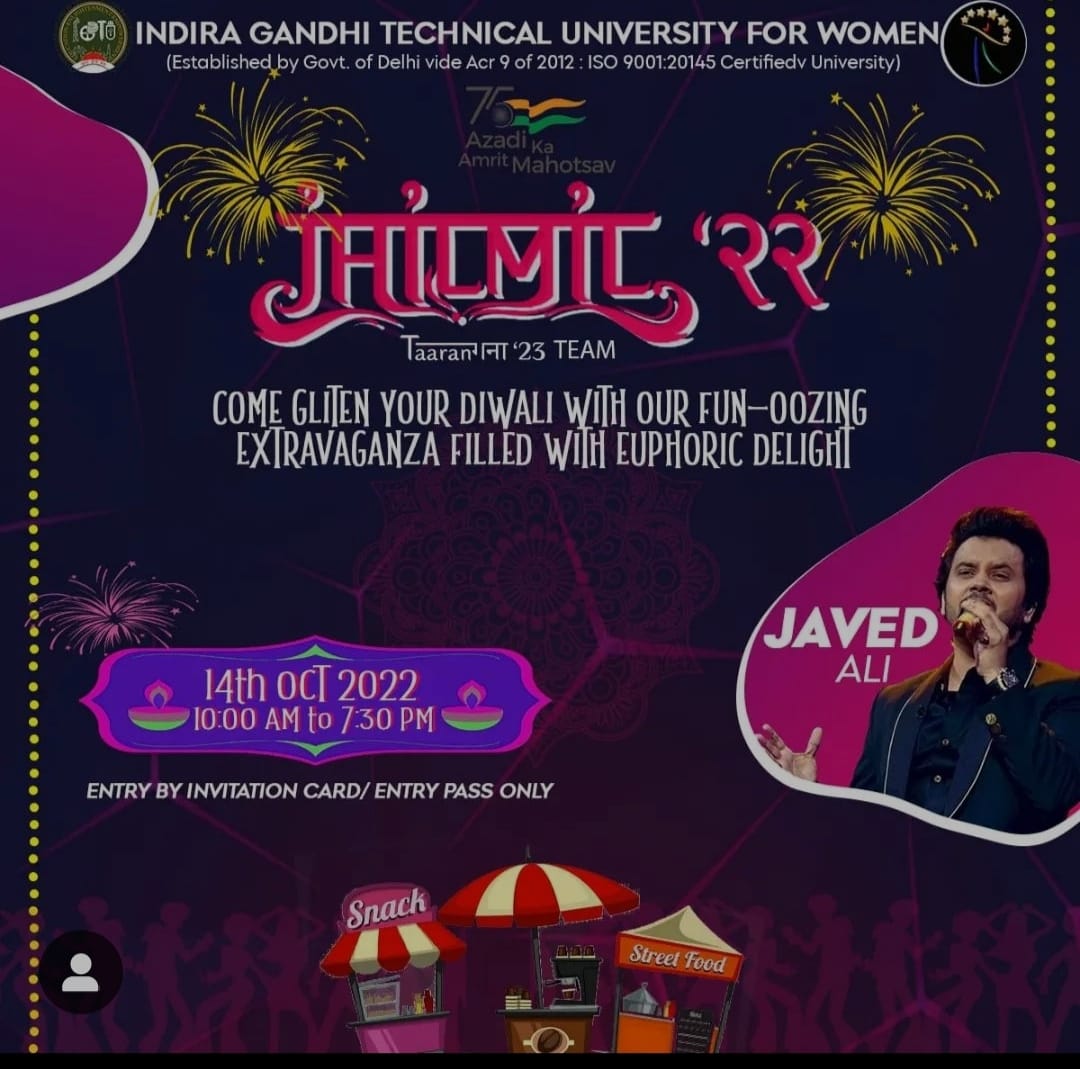 INDIRA GANDHI TECHNICAL UNIVERSITY FOR WOMEN
(Established by Govt. of Delhi vide Acr 9 of 2012 : ISO 9001:20145 Certifiedv University)
75
Azadi Ka
Amrit Mahotsav
JHILMIL '२२
Taaranगना '23 TEAM
COME GLITEN YOUR DIWALI WITH OUR FUN-OOZING
EXTRAVAGANZA FILLED WITH EUPHORIC DELIGHT
JAVED
ALI
14th OCT 2022
10:00 AM to 7:30 PM
ENTRY BY INVITATION CARD/ ENTRY PASS ONLY
Snack
Street Food